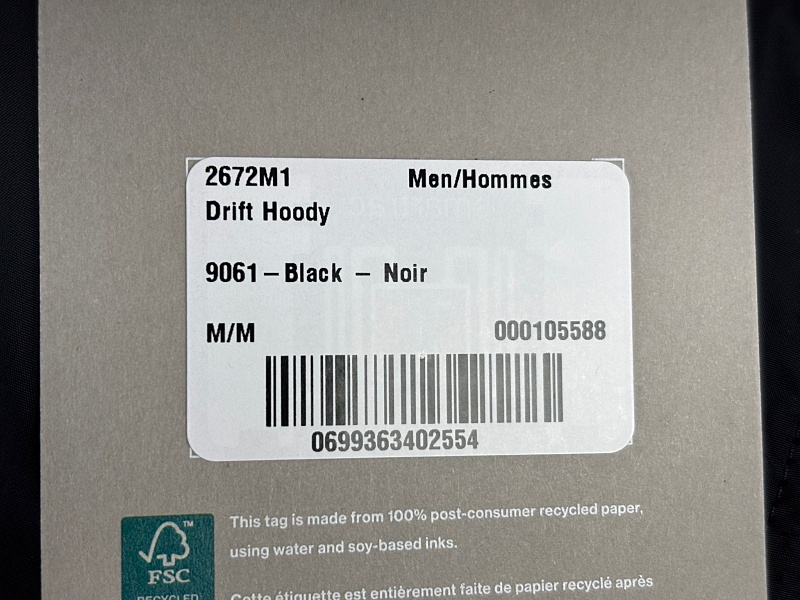 2672M1 Men/Hommes
Drift Hoody
9061 – Black – Noir
M/M 000105588
0699363402554
This tag is made from 100% post-consumer recycled paper,
using water and soy-based inks.
FSC
RECYCLED
Cette étiquette est entièrement faite de papier recyclé après